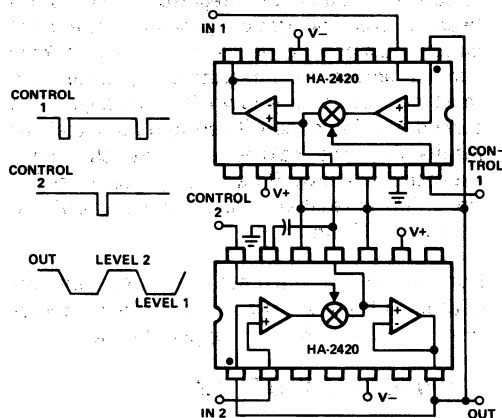 IN 1
V–
HA-2420
CONTROL
1
CONTROL
2
OUT
LEVEL 2
LEVEL 1
CON-
TROL
1
V+
CONTROL
2
V+
HA-2420
V–
IN 2
OUT